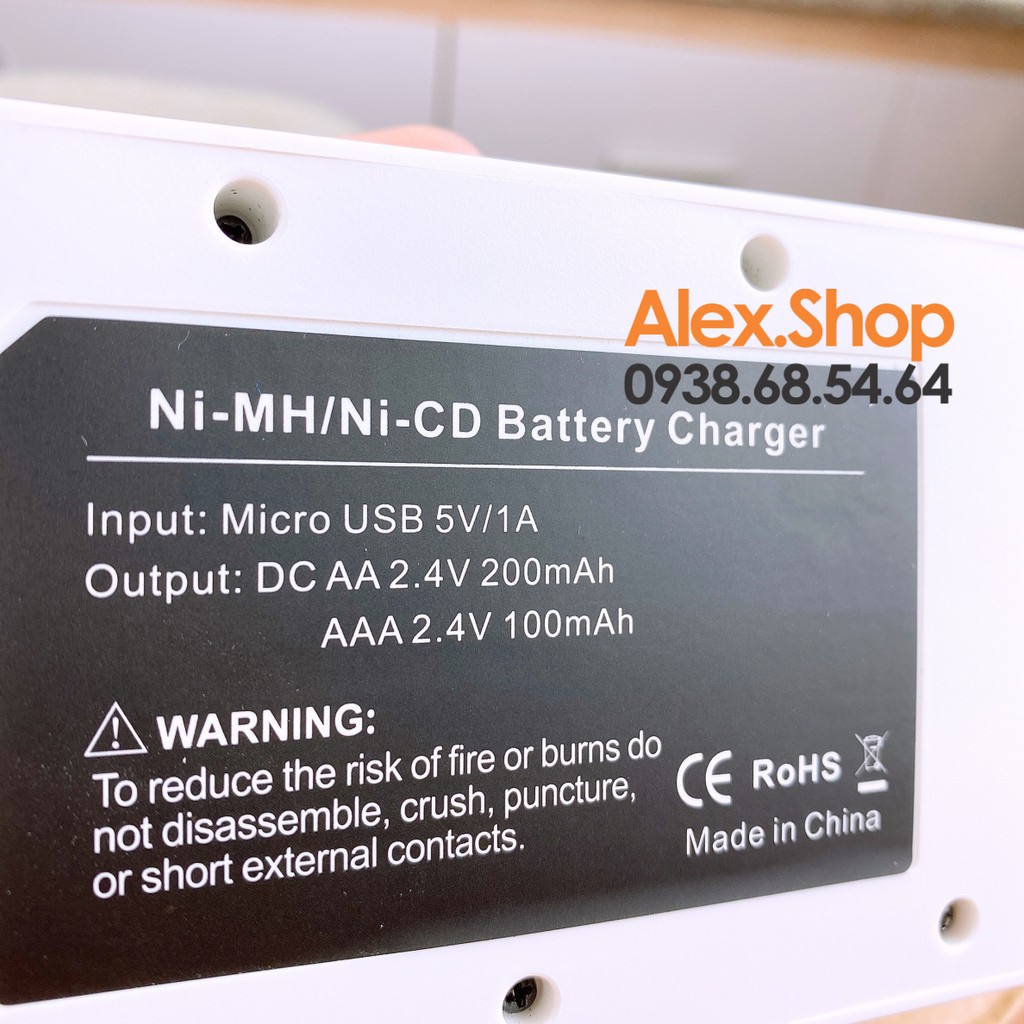 Alex.Shop
0938.68.54.64
Ni-MH/Ni-CD Battery Charger
Input: Micro USB 5V/1A
Output: DC AA 2.4V 200mAh
AAA 2.4V 100mAh
WARNING:
To reduce the risk of fire or burns do
not disassemble, crush, puncture,
or short external contacts.
CE RoHS
Made in China